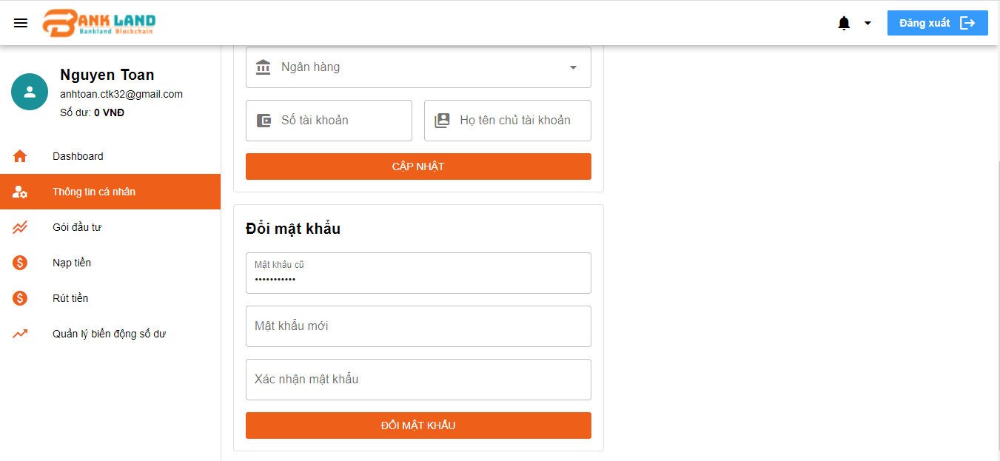 BANK LAND
Bankland Blockchain
Đăng xuất
Nguyen Toan
anhtoan.ctk32@gmail.com
Số dư: 0 VNĐ
Dashboard
Thông tin cá nhân
Gói đầu tư
Nạp tiền
Rút tiền
Quản lý biến động số dư
Ngân hàng
Số tài khoản
Họ tên chủ tài khoản
CẬP NHẬT
Đổi mật khẩu
Mật khẩu cũ
•••••••••••
Mật khẩu mới
Xác nhận mật khẩu
ĐỔI MẬT KHẨU